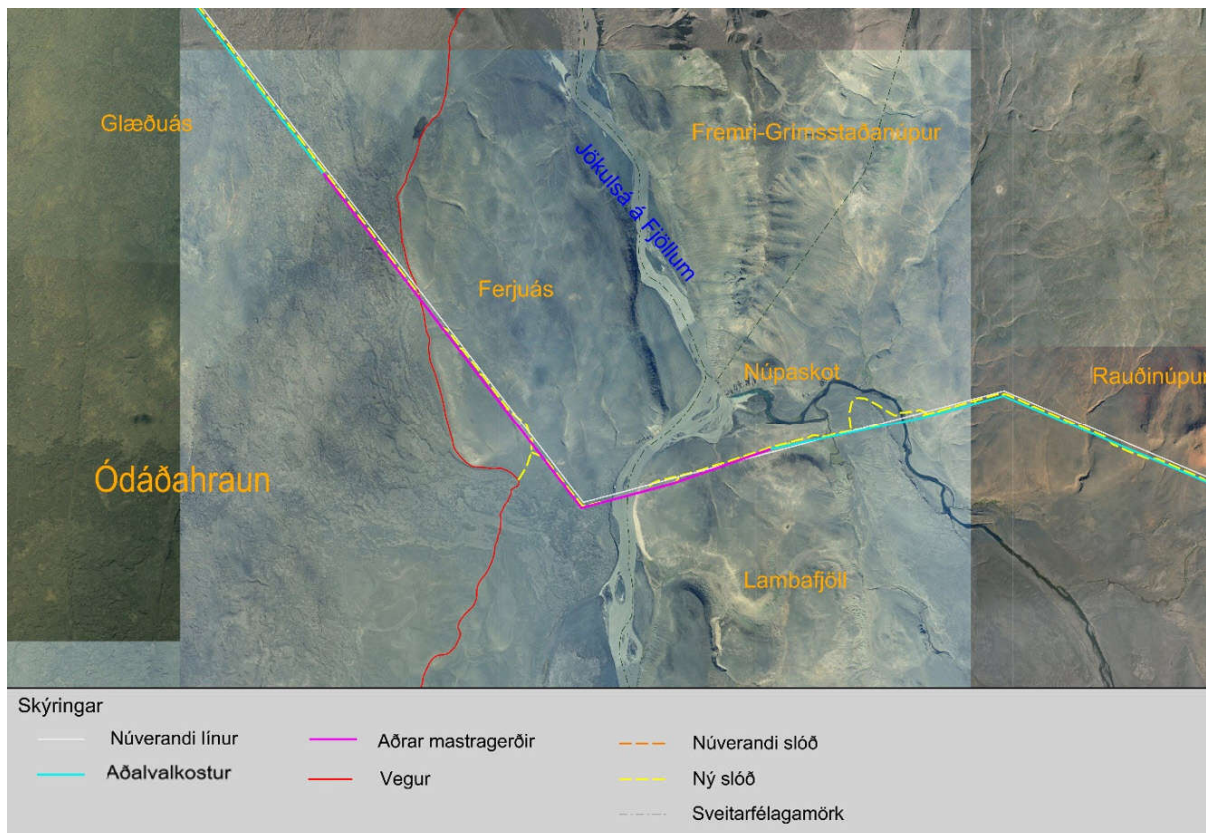 Glæðuás
Fremri-Grímsstaðanúpur
Jökulsá á Fjöllum
Ferjuás
Núpaskot
Rauðinúpur
Ódáðahraun
Lambafjöll
Skýringar
Núverandi línur
Aðrar mastragerðir
Núverandi slóð
Aðalvalkostur
Vegur
Ný slóð
Sveitarfélagamörk